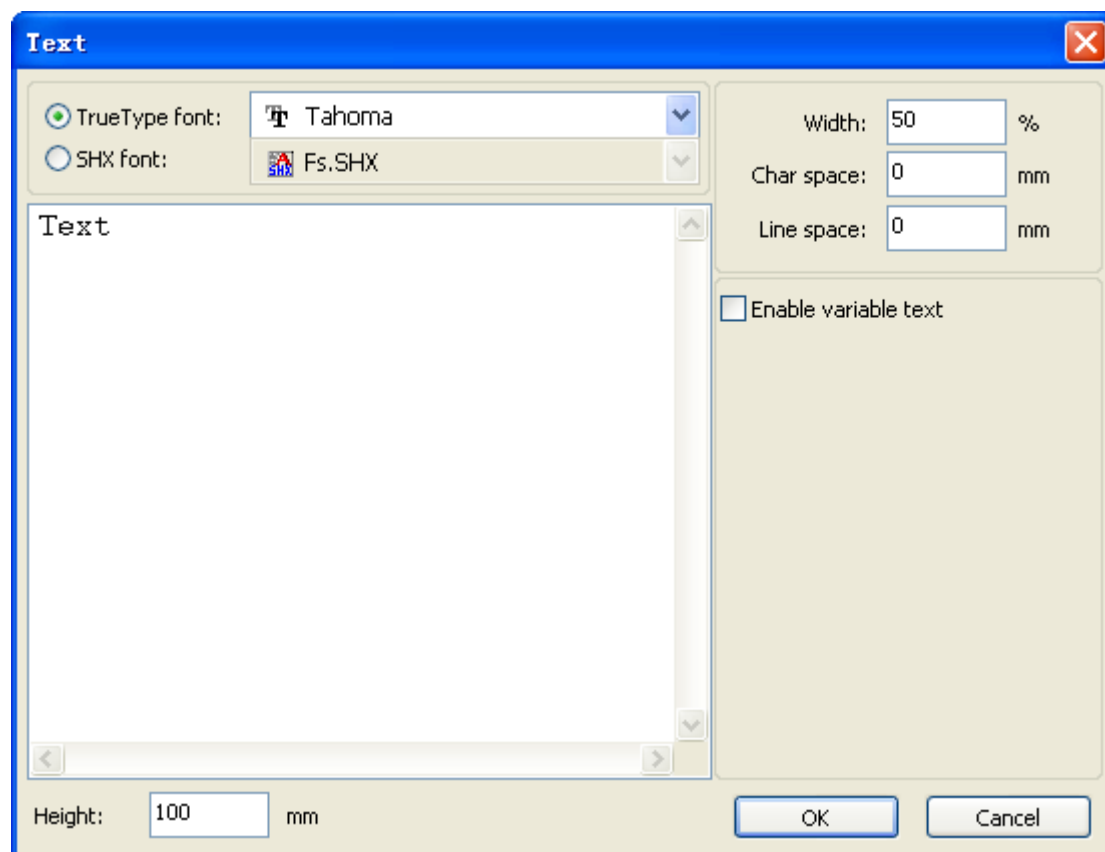 Text
TrueType font: Tahoma
SHX font: Fs.SHX
Width: 50 %
Char space: 0 mm
Line space: 0 mm
Text
Enable variable text
Height: 100 mm
OK Cancel